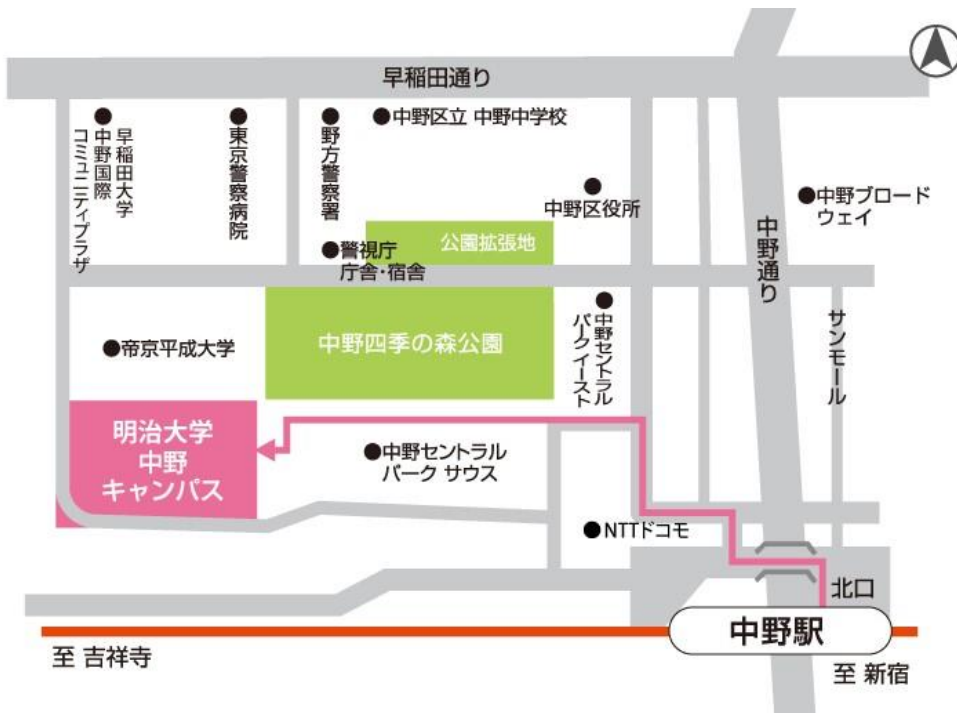 早稲田通り
早稲田大学
中野国際
コミュニティプラザ
東京警察病院
野方警察署
中野区立 中野中学校
中野区役所
中野ブロード
ウェイ
公園拡張地
警視庁
庁舎・宿舎
中野通り
帝京平成大学
中野四季の森公園
中野セントラル
パークイースト
サンモール
明治大学
中野
キャンパス
中野セントラル
パーク サウス
NTTドコモ
北口
中野駅
至 吉祥寺
至 新宿